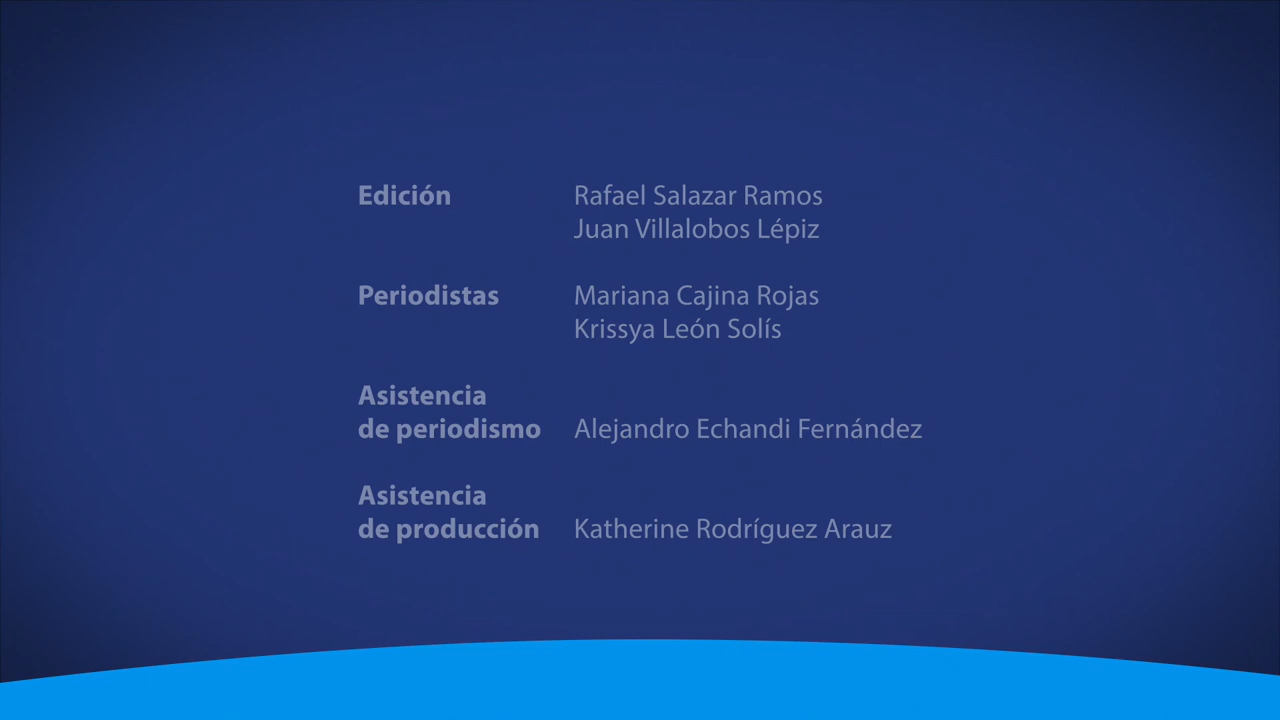 Edición Rafael Salazar Ramos
Juan Villalobos Lépiz
Periodistas Mariana Cajina Rojas
Krissya León Solís
Asistencia
de periodismo Alejandro Echandi Fernández
Asistencia
de producción Katherine Rodríguez Arauz